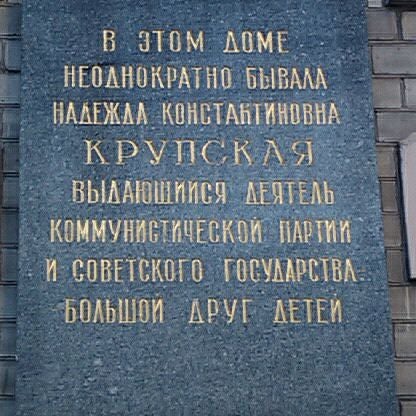 В ЭТОМ ДОМЕ
НЕОДНОКРАТНО БЫВАЛА
НАДЕЖДА КОНСТАНТИНОВНА
КРУПСКАЯ
ВЫДАЮЩИЙСЯ ДЕЯТЕЛЬ
КОММУНИСТИЧЕСКОЙ ПАРТИИ
И СОВЕТСКОГО ГОСУДАРСТВА
БОЛЬШОЙ ДРУГ ДЕТЕЙ